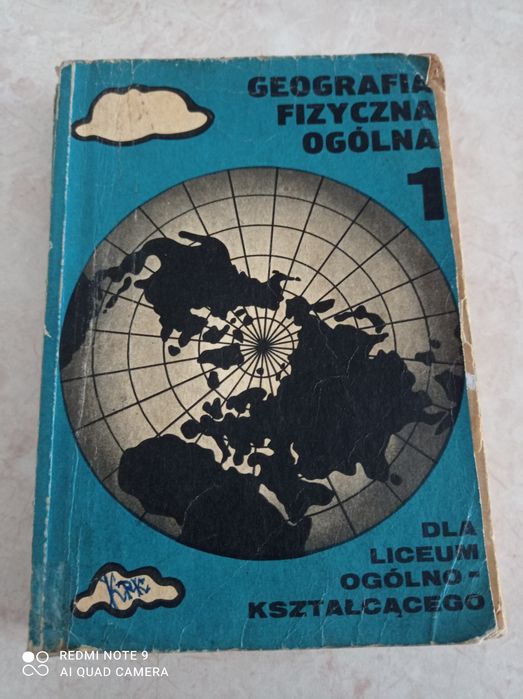 GEOGRAFIA
FIZYCZNA
OGÓLNA
1
DLA
LICEUM
OGÓLNO-
KSZTAŁCĄCEGO
REDMI NOTE 9
AI QUAD CAMERA